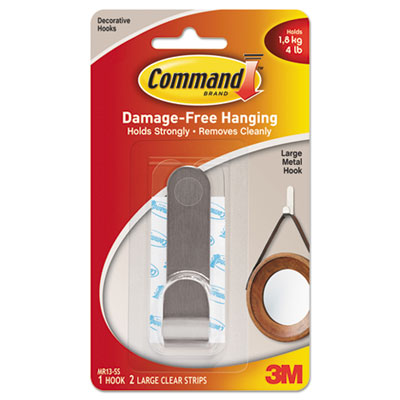 Decorative
Hooks
Holds
1,8 kg
4 lb
Command™
BRAND
Damage-Free Hanging
Holds Strongly • Removes Cleanly
Large
Metal
Hook
MR13-SS
1 HOOK 2 LARGE CLEAR STRIPS
3M